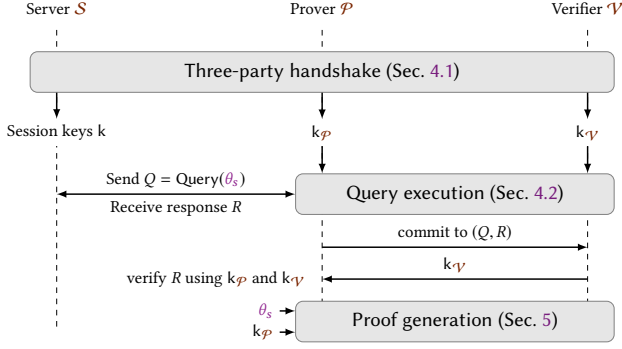 Server 𝒮 Prover 𝒫 Verifier 𝒱
Three-party handshake (Sec. 4.1)
Session keys k k𝒫 k𝒱
Send Q = Query(θs)
Receive response R
Query execution (Sec. 4.2)
commit to (Q, R)
k𝒱
verify R using k𝒫 and k𝒱
θs
k𝒫
Proof generation (Sec. 5)